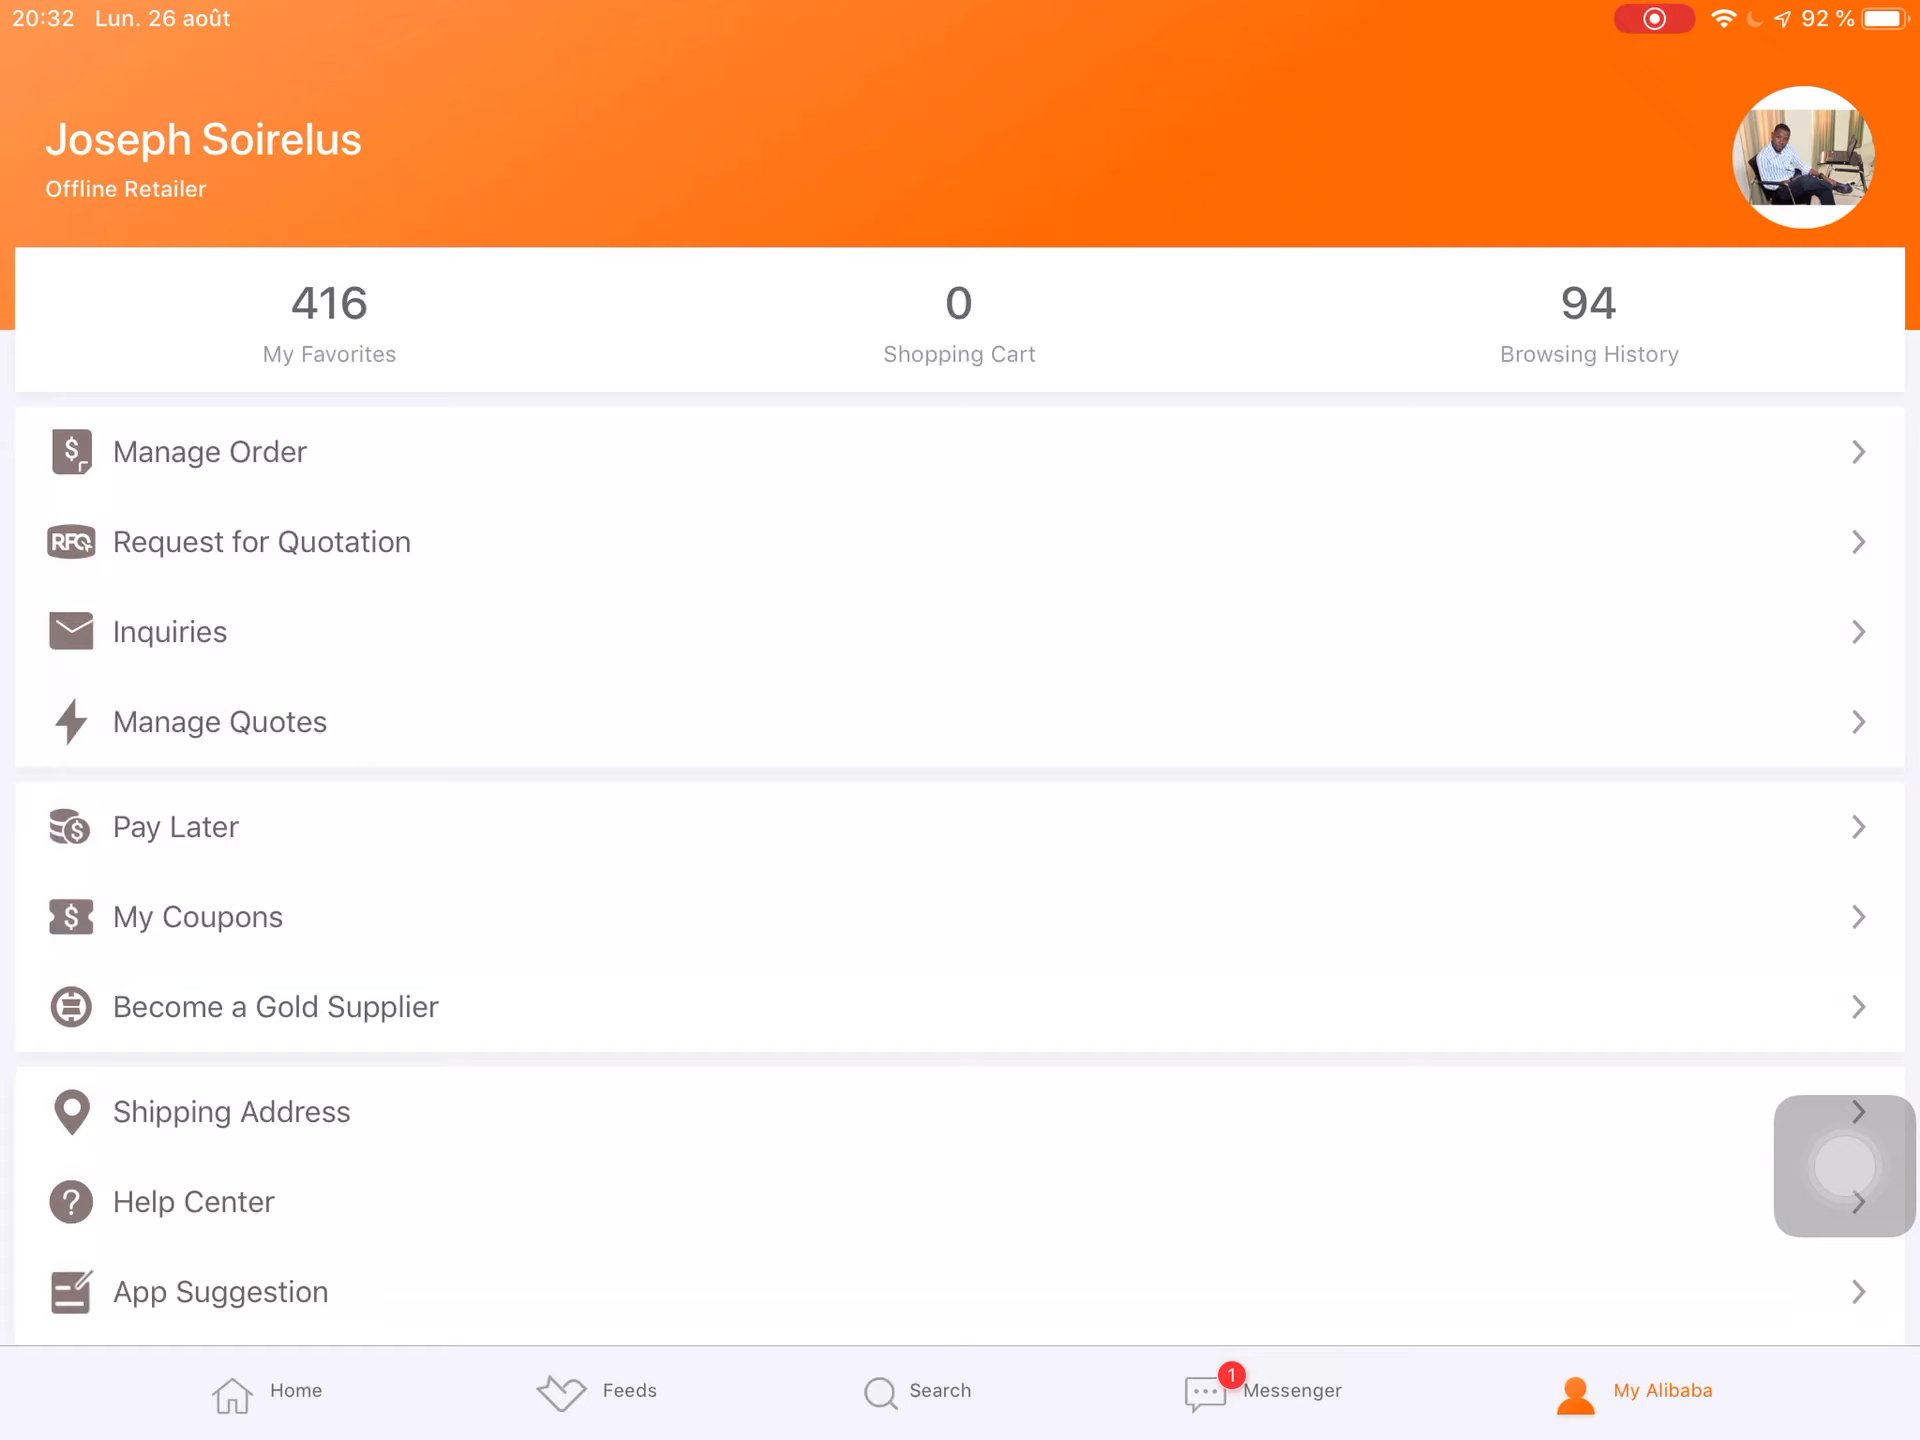 20:32 Lun. 26 août 92 %
Joseph Soirelus
Offline Retailer
416 0 94
My Favorites Shopping Cart Browsing History
$ Manage Order
RFQ Request for Quotation
Inquiries
Manage Quotes
$ Pay Later
$ My Coupons
Become a Gold Supplier
Shipping Address
? Help Center
App Suggestion
Home Feeds Search 1 Messenger My Alibaba